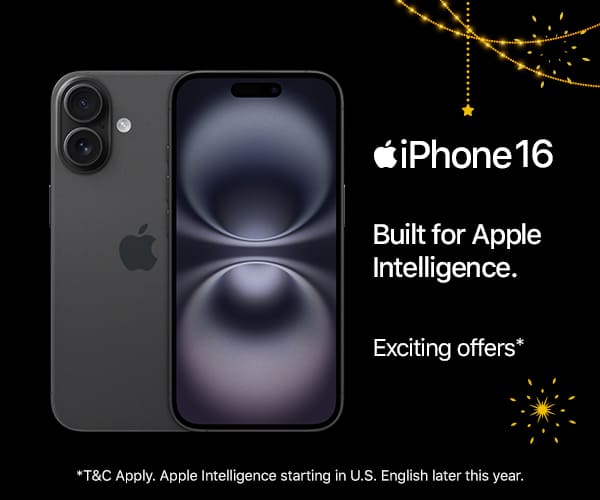 iPhone 16
Built for Apple
Intelligence.
Exciting offers*
*T&C Apply. Apple Intelligence starting in U.S. English later this year.